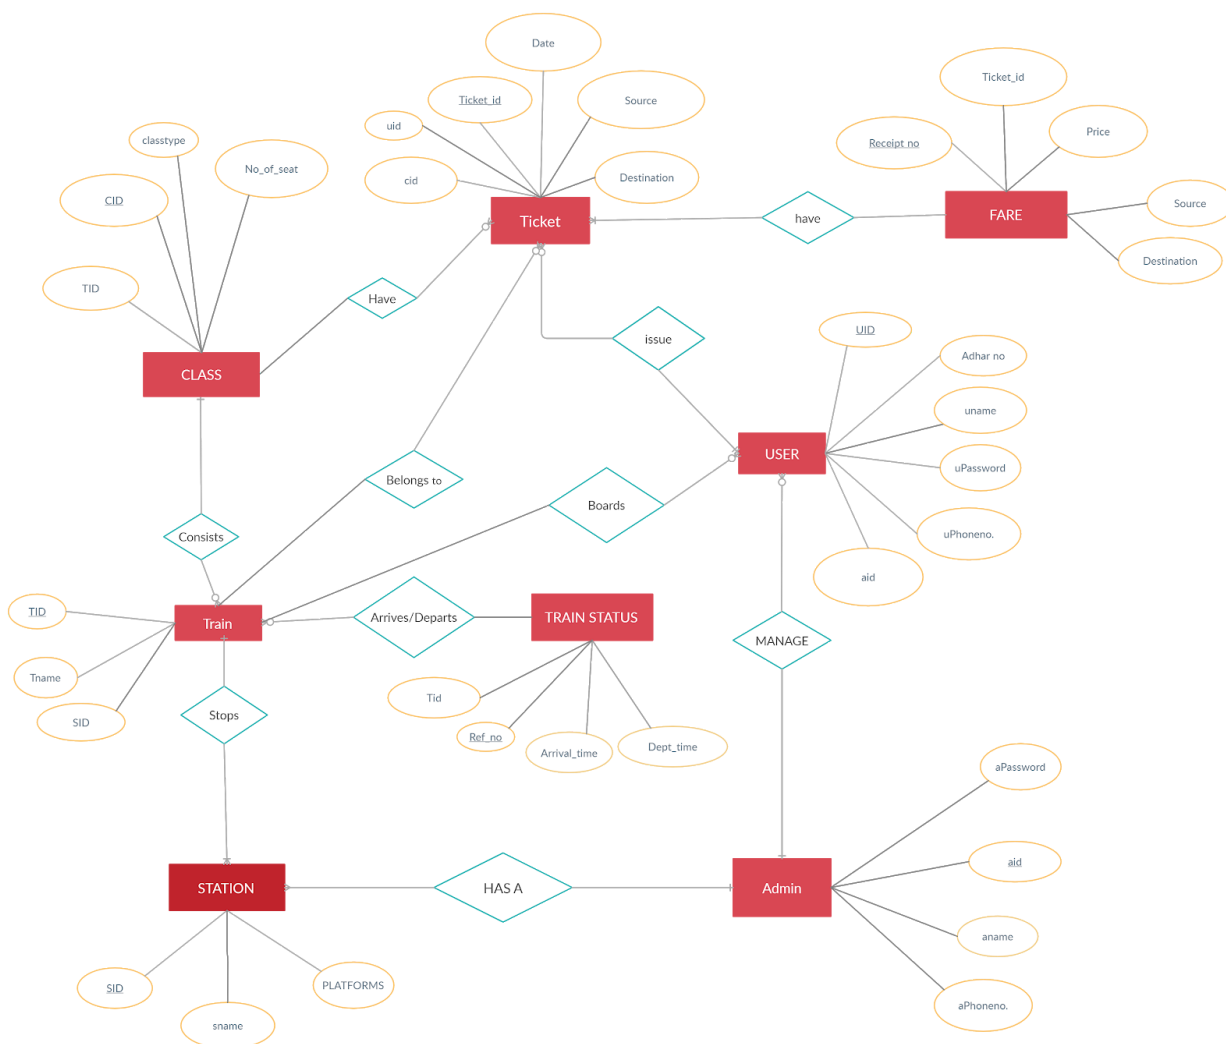 Date
Ticket_id
Ticket_id
Source
uid
Price
classtype
Receipt no
No_of_seat
cid
Destination
CID
Source
Ticket
have
FARE
Destination
TID
Have
UID
issue
Adhar no
CLASS
uname
USER
uPassword
Belongs to
Boards
Consists
uPhoneno.
aid
TID
Train
Arrives/Departs
TRAIN STATUS
MANAGE
Tname
Tid
SID
Stops
Ref_no
Arrival_time
Dept_time
aPassword
aid
STATION
HAS A
Admin
aname
SID
PLATFORMS
aPhoneno.
sname